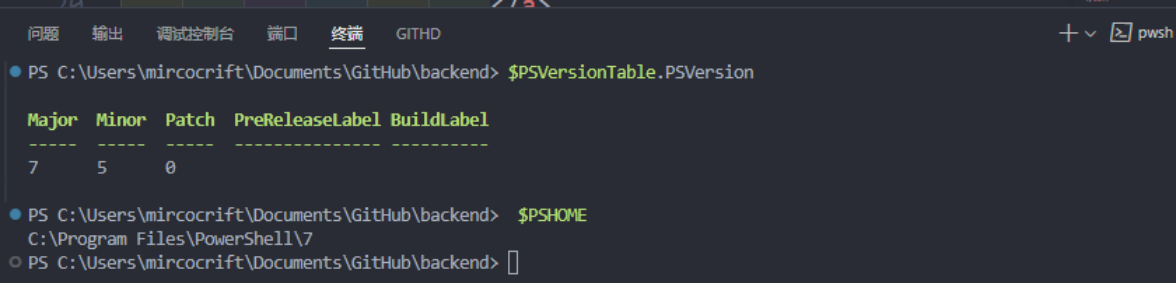 问题 输出 调试控制台 端口 终端 GITHD pwsh
PS C:\Users\mircocrift\Documents\GitHub\backend> $PSVersionTable.PSVersion
Major Minor Patch PreReleaseLabel BuildLabel
----- ----- ----- --------------- ----------
7 5 0
PS C:\Users\mircocrift\Documents\GitHub\backend> $PSHOME
C:\Program Files\PowerShell\7
PS C:\Users\mircocrift\Documents\GitHub\backend>